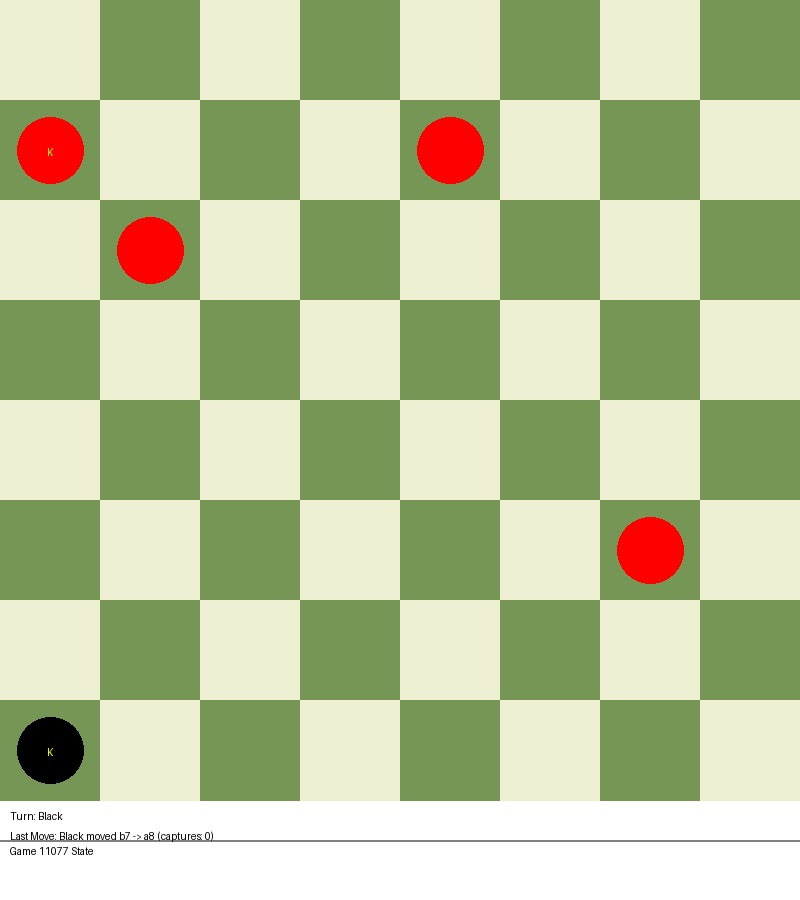 K
K
Turn: Black
Last Move: Black moved b7 -> a8 (captures: 0)
Game 11077 State